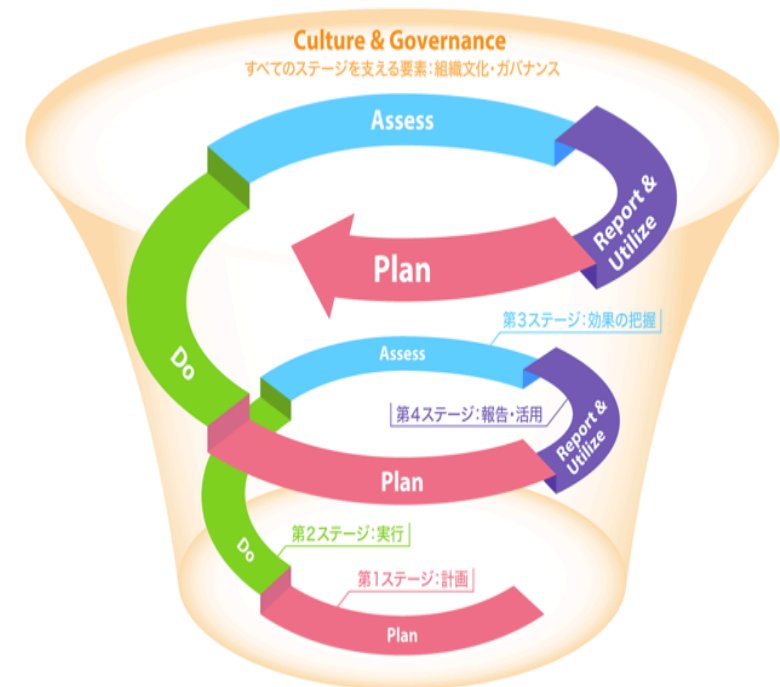 Culture & Governance
すべてのステージを支える要素:組織文化・ガバナンス
Assess
Report &
Utilize
Plan
Do
第3ステージ:効果の把握
Assess
第4ステージ:報告・活用
Report &
Utilize
Plan
第2ステージ:実行
Do
第1ステージ:計画
Plan